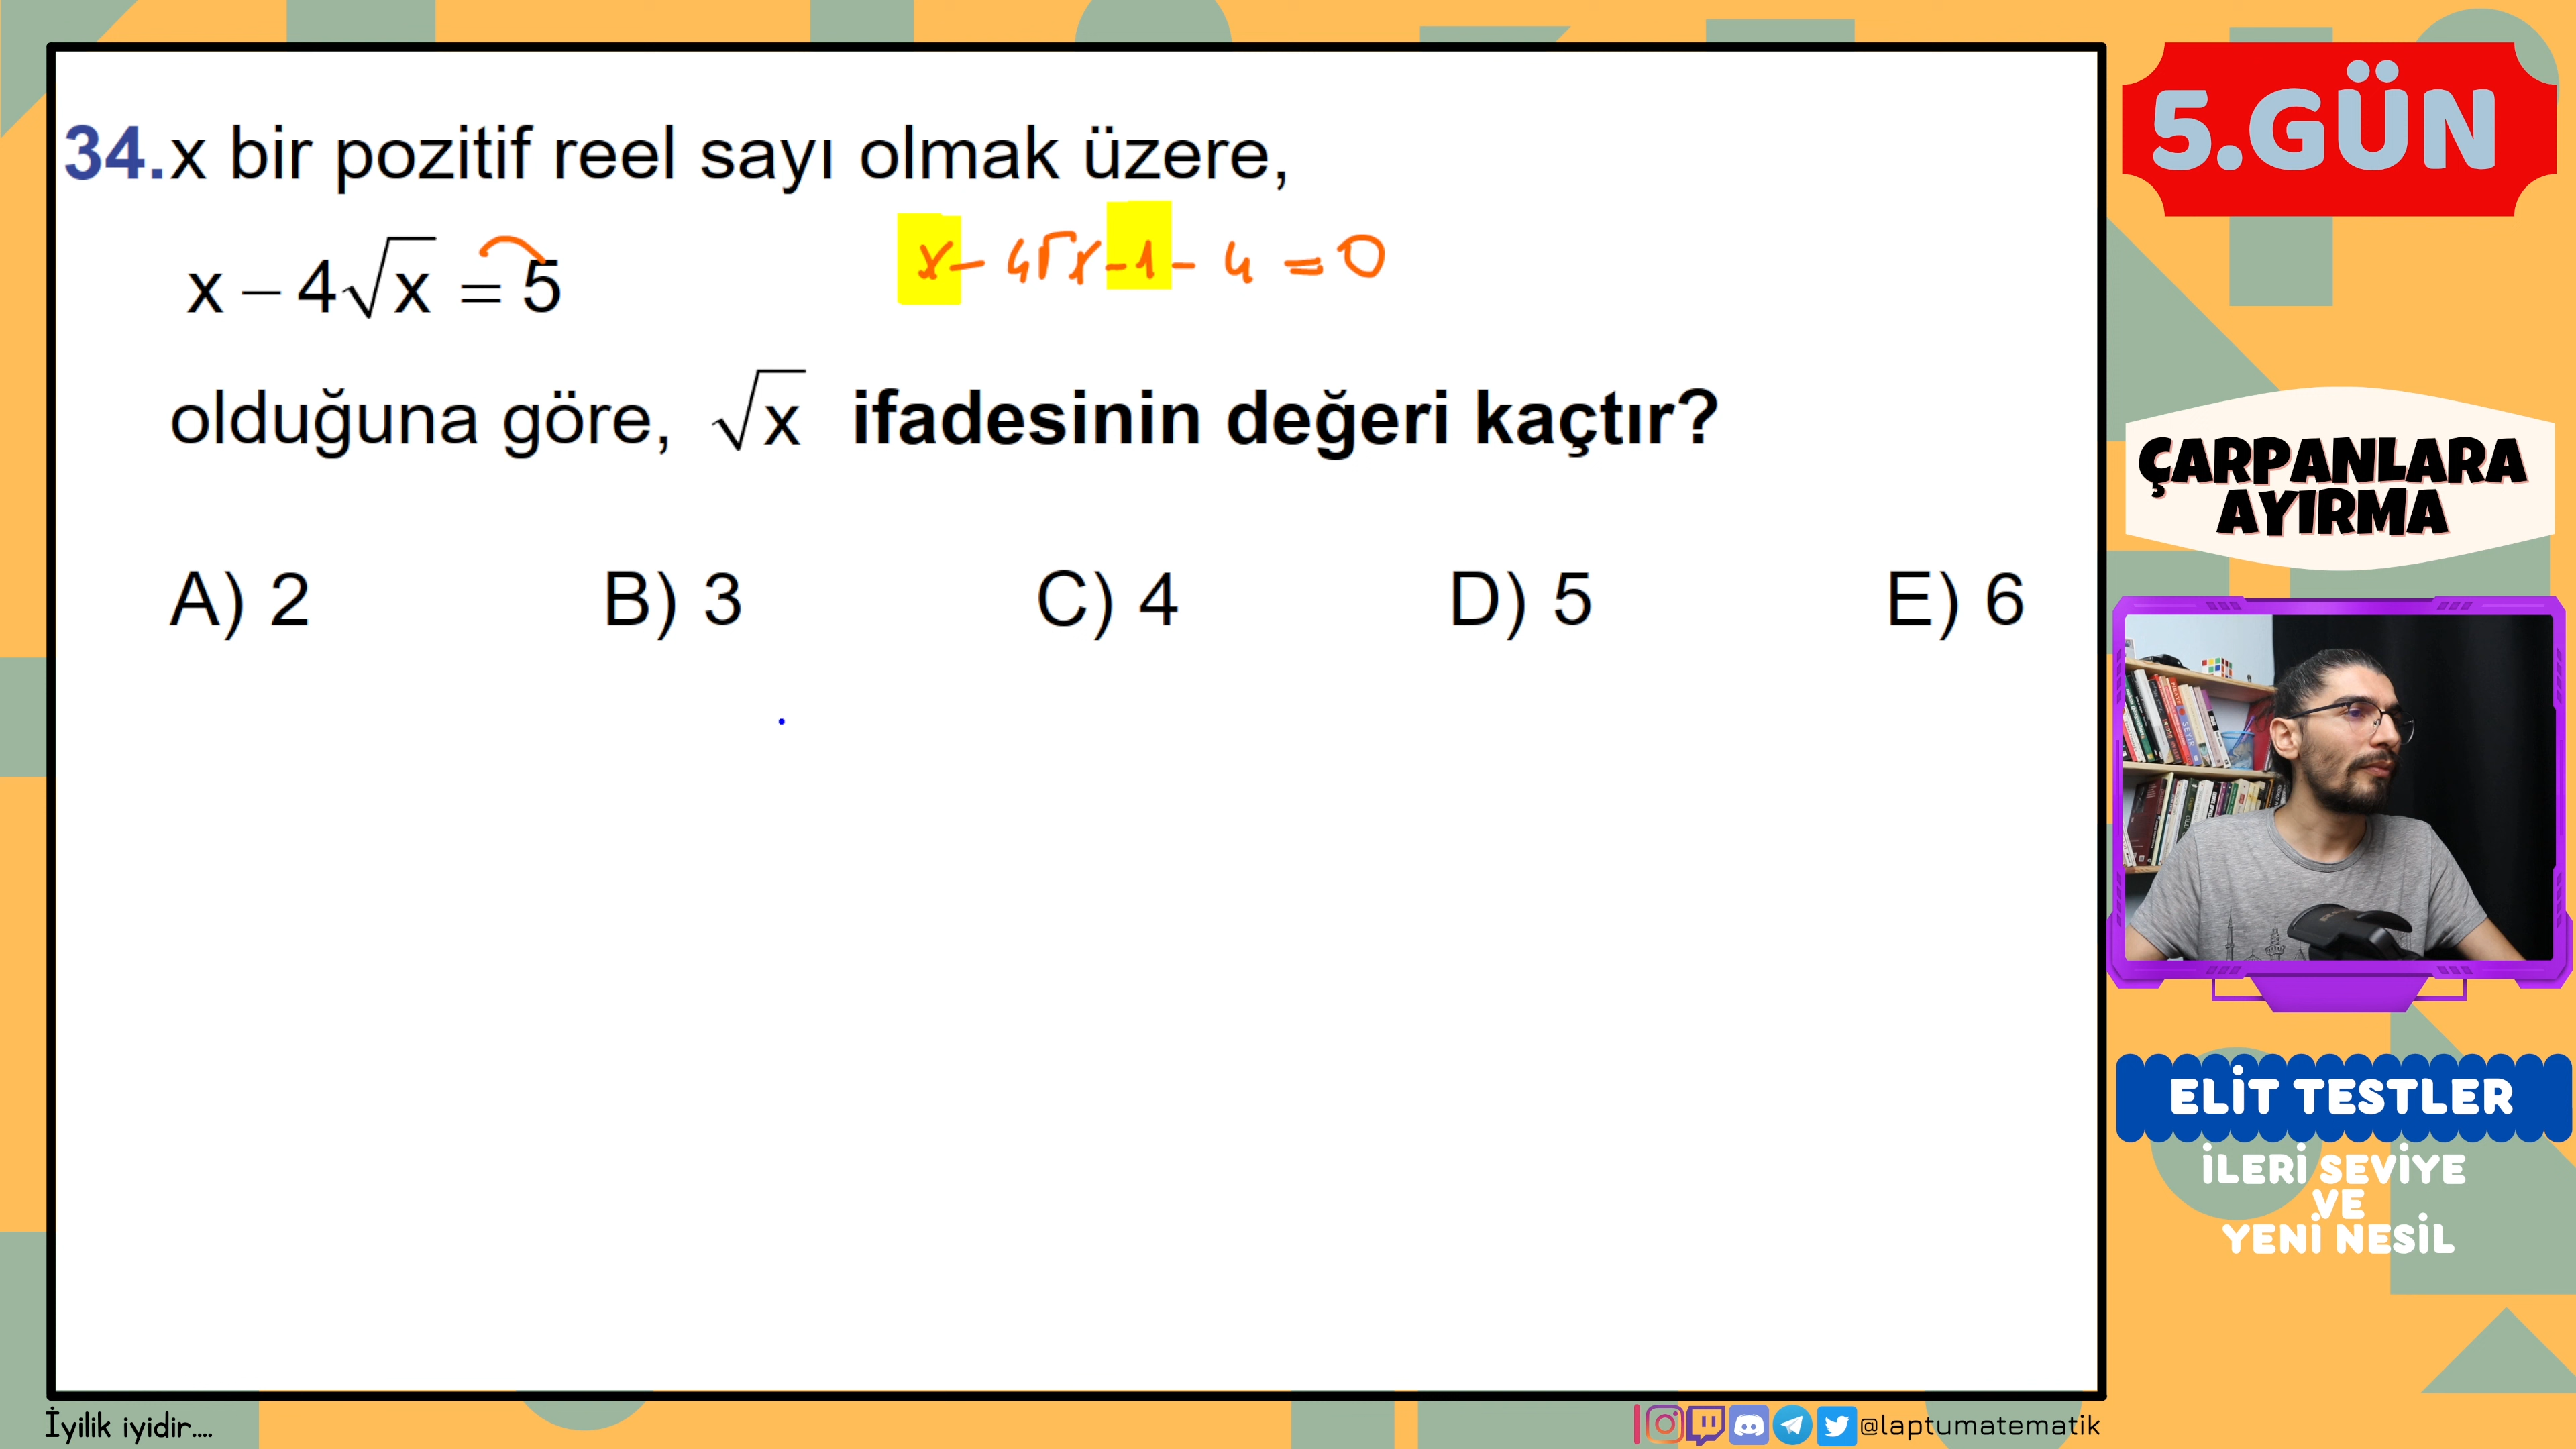 34. x bir pozitif reel sayı olmak üzere,
x − 4√x = 5
x - 4√x - 1 - 4 = 0
olduğuna göre, √x ifadesinin değeri kaçtır?
A) 2 B) 3 C) 4 D) 5 E) 6
5.GÜN
ÇARPANLARA
AYIRMA
ELİT TESTLER
İLERİ SEVİYE
VE
YENİ NESİL
İyilik iyidir....
@laptumatematik